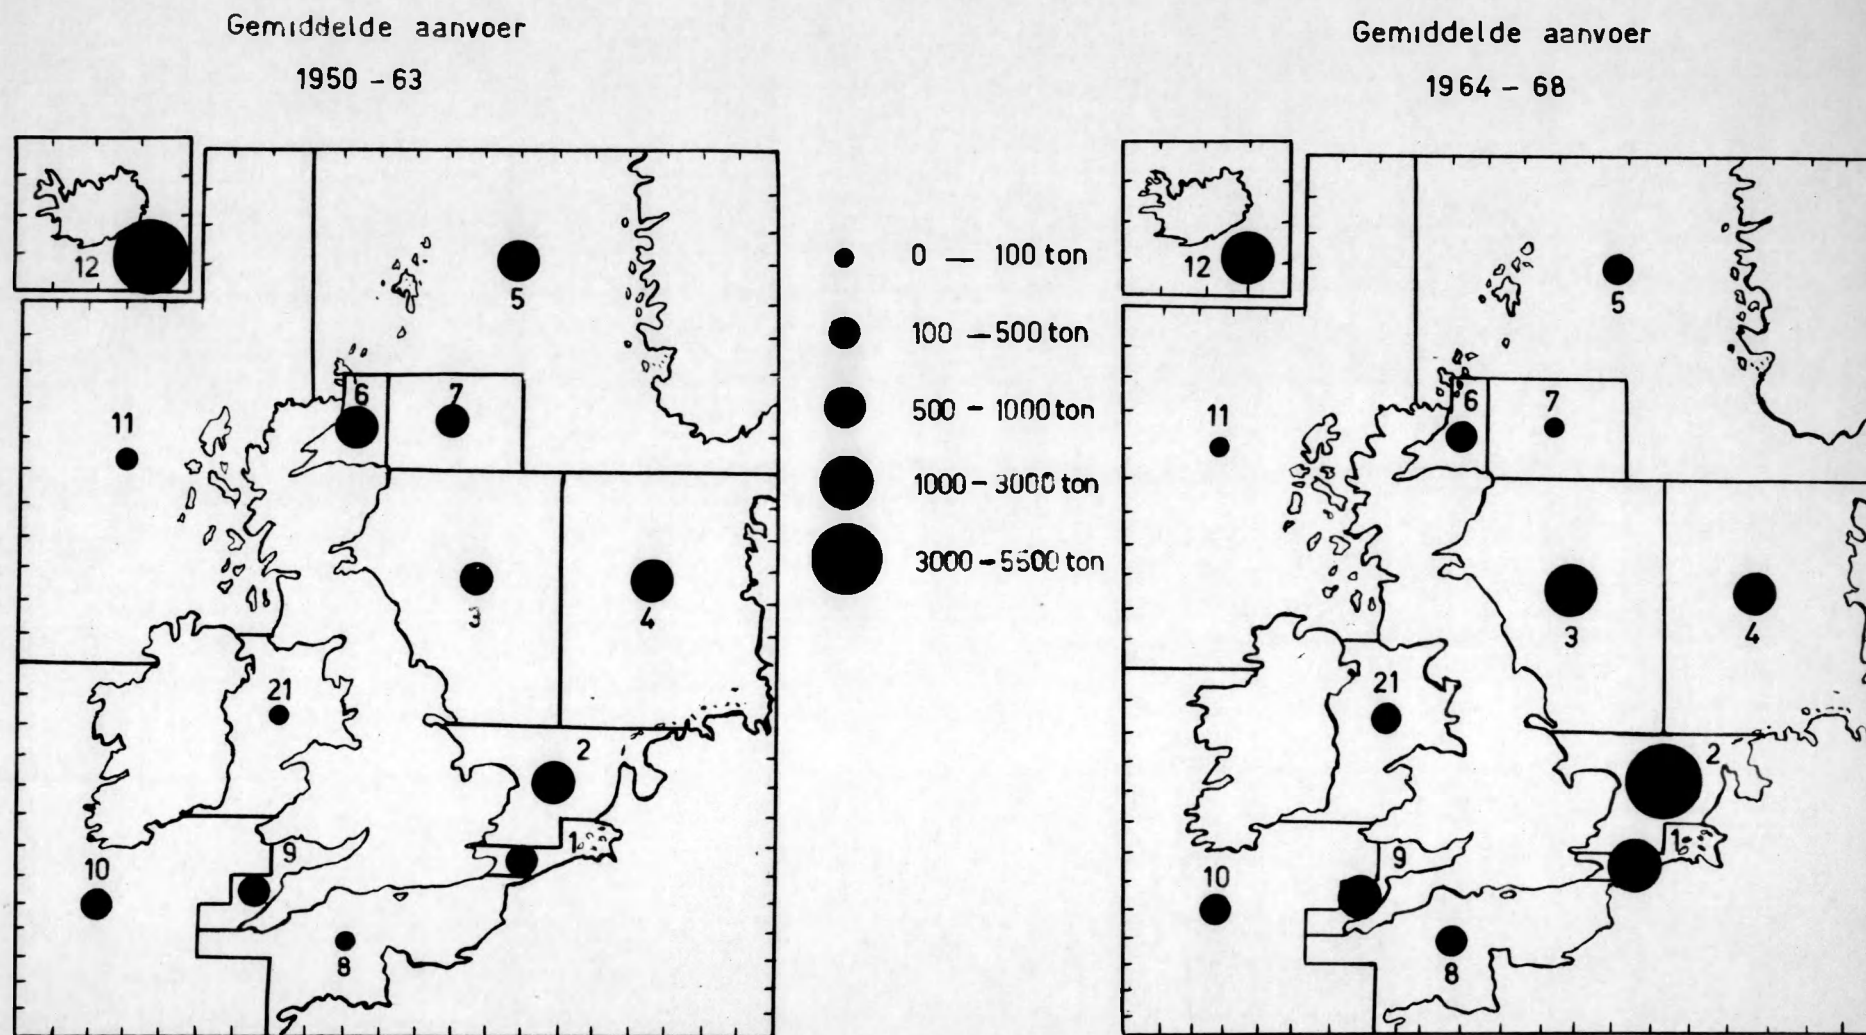 Gemiddelde aanvoer
1950 – 63
12
5
6
7
11
3
4
21
2
1
9
10
8
0 — 100 ton
100 — 500 ton
500 – 1000 ton
1000 – 3000 ton
3000 – 5500 ton
Gemiddelde aanvoer
1964 – 68
12
5
6
7
11
3
4
21
2
1
9
10
8